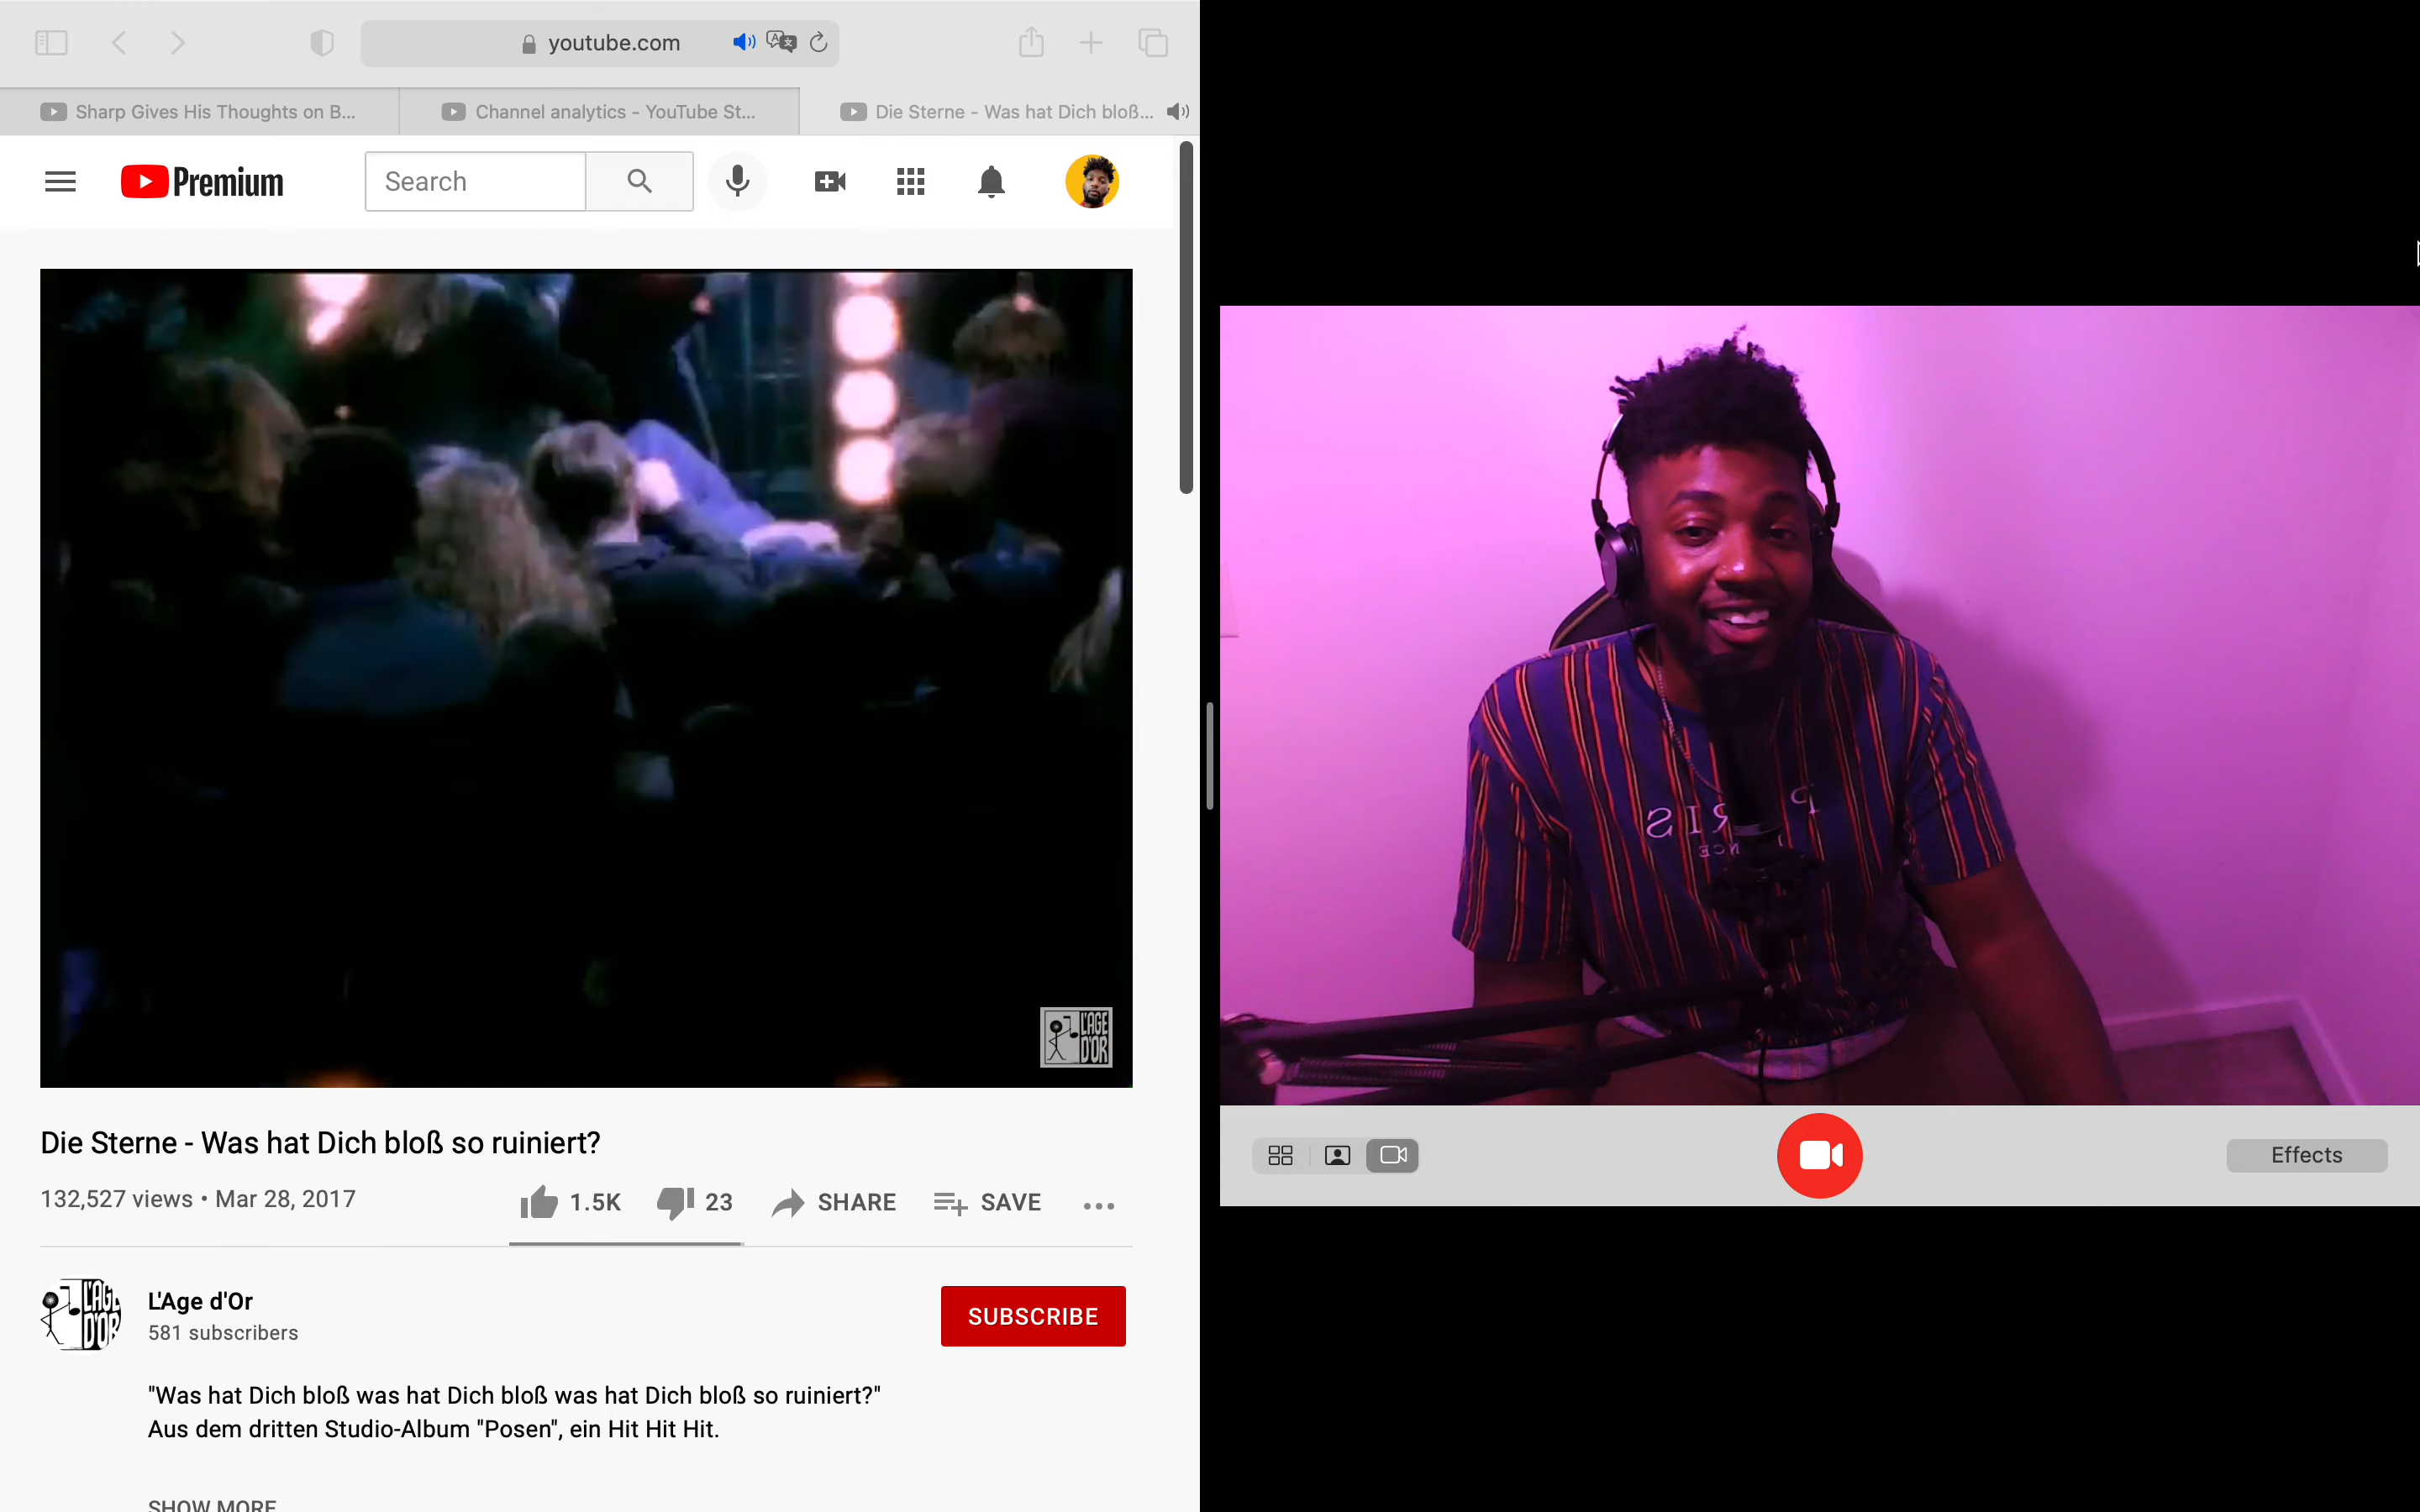 youtube.com
Sharp Gives His Thoughts on B...
Channel analytics - YouTube St...
Die Sterne - Was hat Dich bloß...
Premium
Search
L'AGE
D'OR
Die Sterne - Was hat Dich bloß so ruiniert?
132,527 views • Mar 28, 2017
1.5K
23
SHARE
SAVE
L'Age d'Or
581 subscribers
SUBSCRIBE
"Was hat Dich bloß was hat Dich bloß was hat Dich bloß so ruiniert?"
Aus dem dritten Studio-Album "Posen", ein Hit Hit Hit.
SHOW MORE
Effects